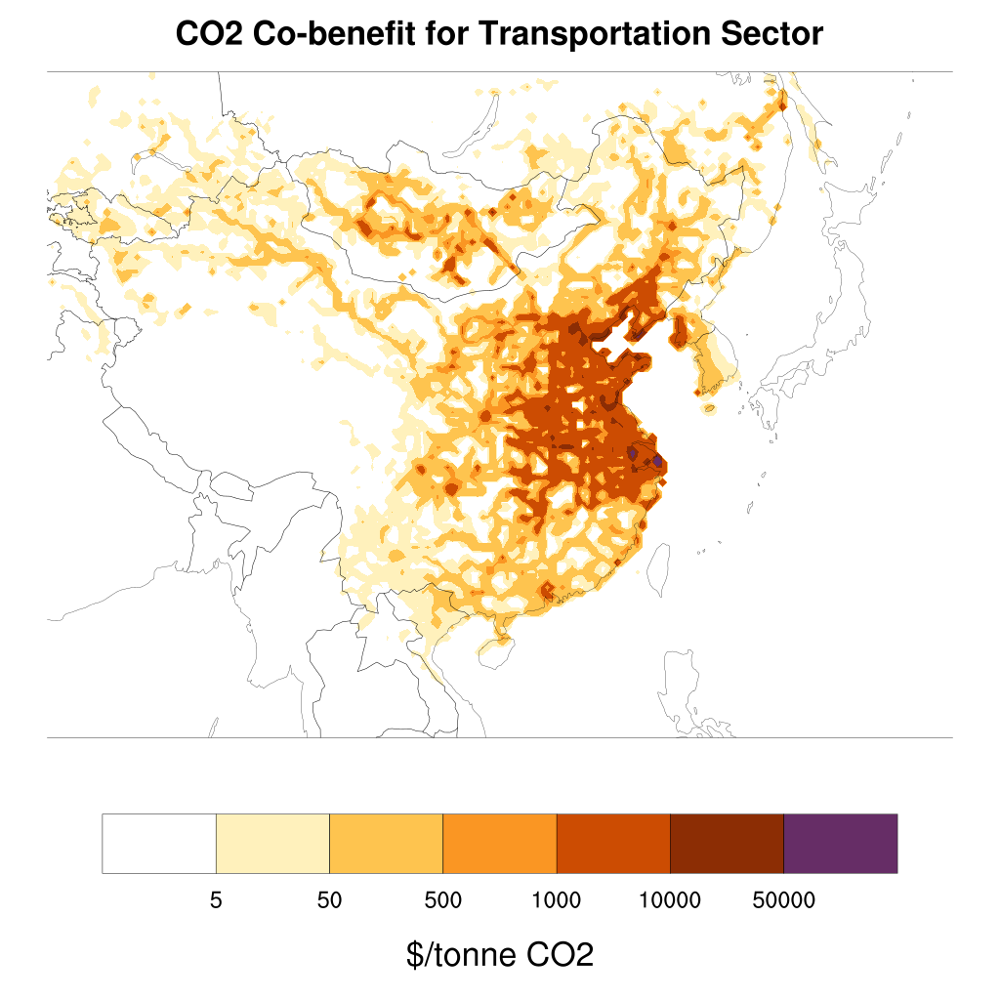 CO2 Co-benefit for Transportation Sector
5 50 500 1000 10000 50000
$/tonne CO2